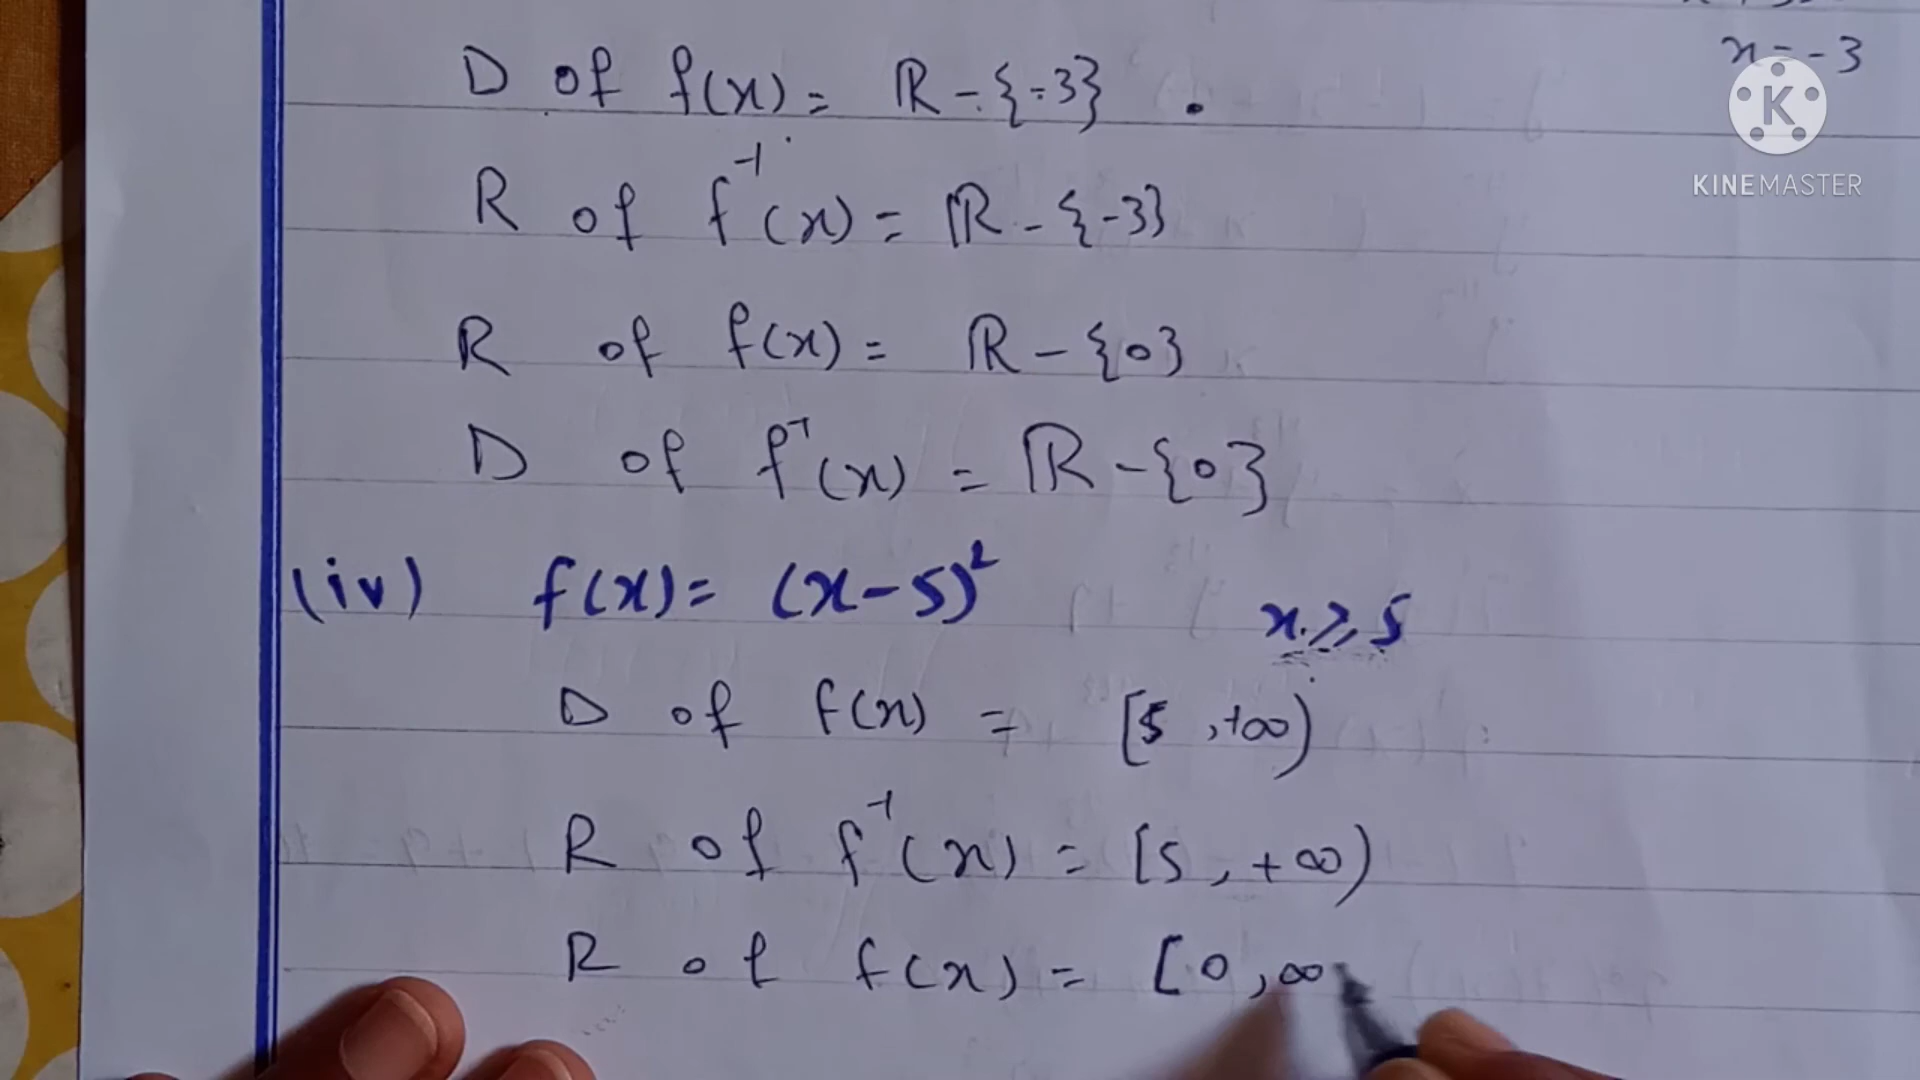 x = -3
K
KINEMASTER
D of f(x) = ℝ - {-3} .
R of f⁻¹(x) = ℝ - {-3}
R of f(x) = ℝ - {0}
D of f⁻¹(x) = ℝ - {0}
(iv) f(x) = (x-5)² x ≥ 5
D of f(x) = [5 , +∞)
R of f⁻¹(x) = [5 , +∞)
R of f(x) = [0 , ∞